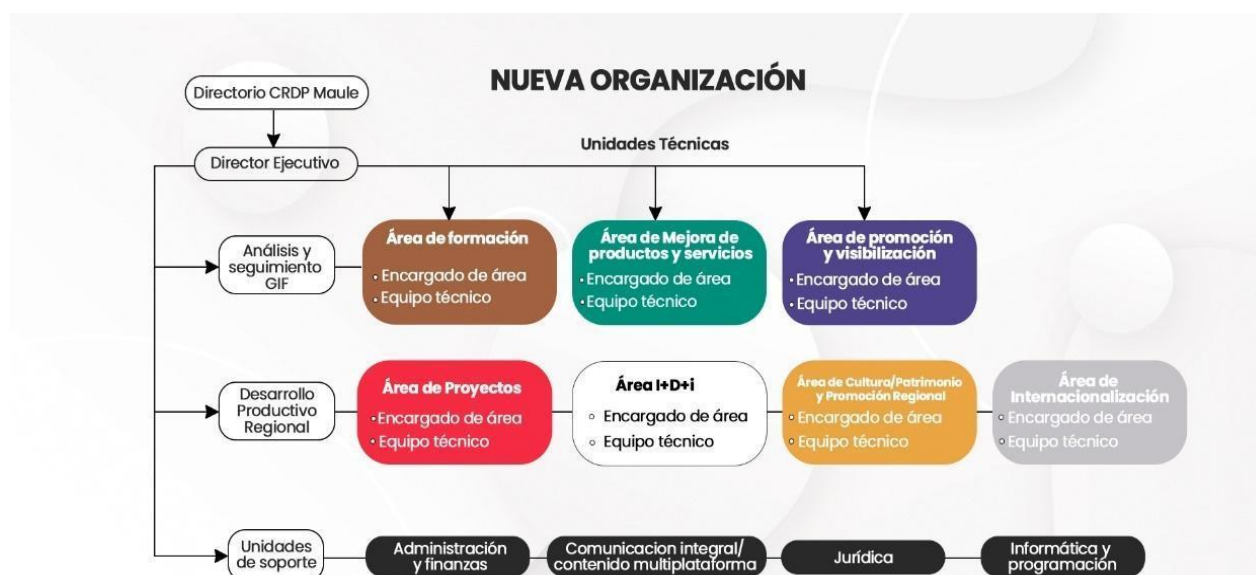 NUEVA ORGANIZACIÓN
Directorio CRDP Maule
Unidades Técnicas
Director Ejecutivo
Análisis y
seguimiento
GIF
Área de formación
• Encargado de área
• Equipo técnico
Área de Mejora de
productos y servicios
• Encargado de área
• Equipo técnico
Área de promoción
y visibilización
• Encargado de área
• Equipo técnico
Desarrollo
Productivo
Regional
Área de Proyectos
• Encargado de área
• Equipo técnico
Área I+D+i
○ Encargado de área
○ Equipo técnico
Área de Cultura/Patrimonio
y Promoción Regional
○ Encargado de área
○ Equipo técnico
Área de
Internacionalización
○ Encargado de área
○ Equipo técnico
Unidades
de soporte
Administración
y finanzas
Comunicacion integral/
contenido multiplataforma
Jurídica
Informática y
programación